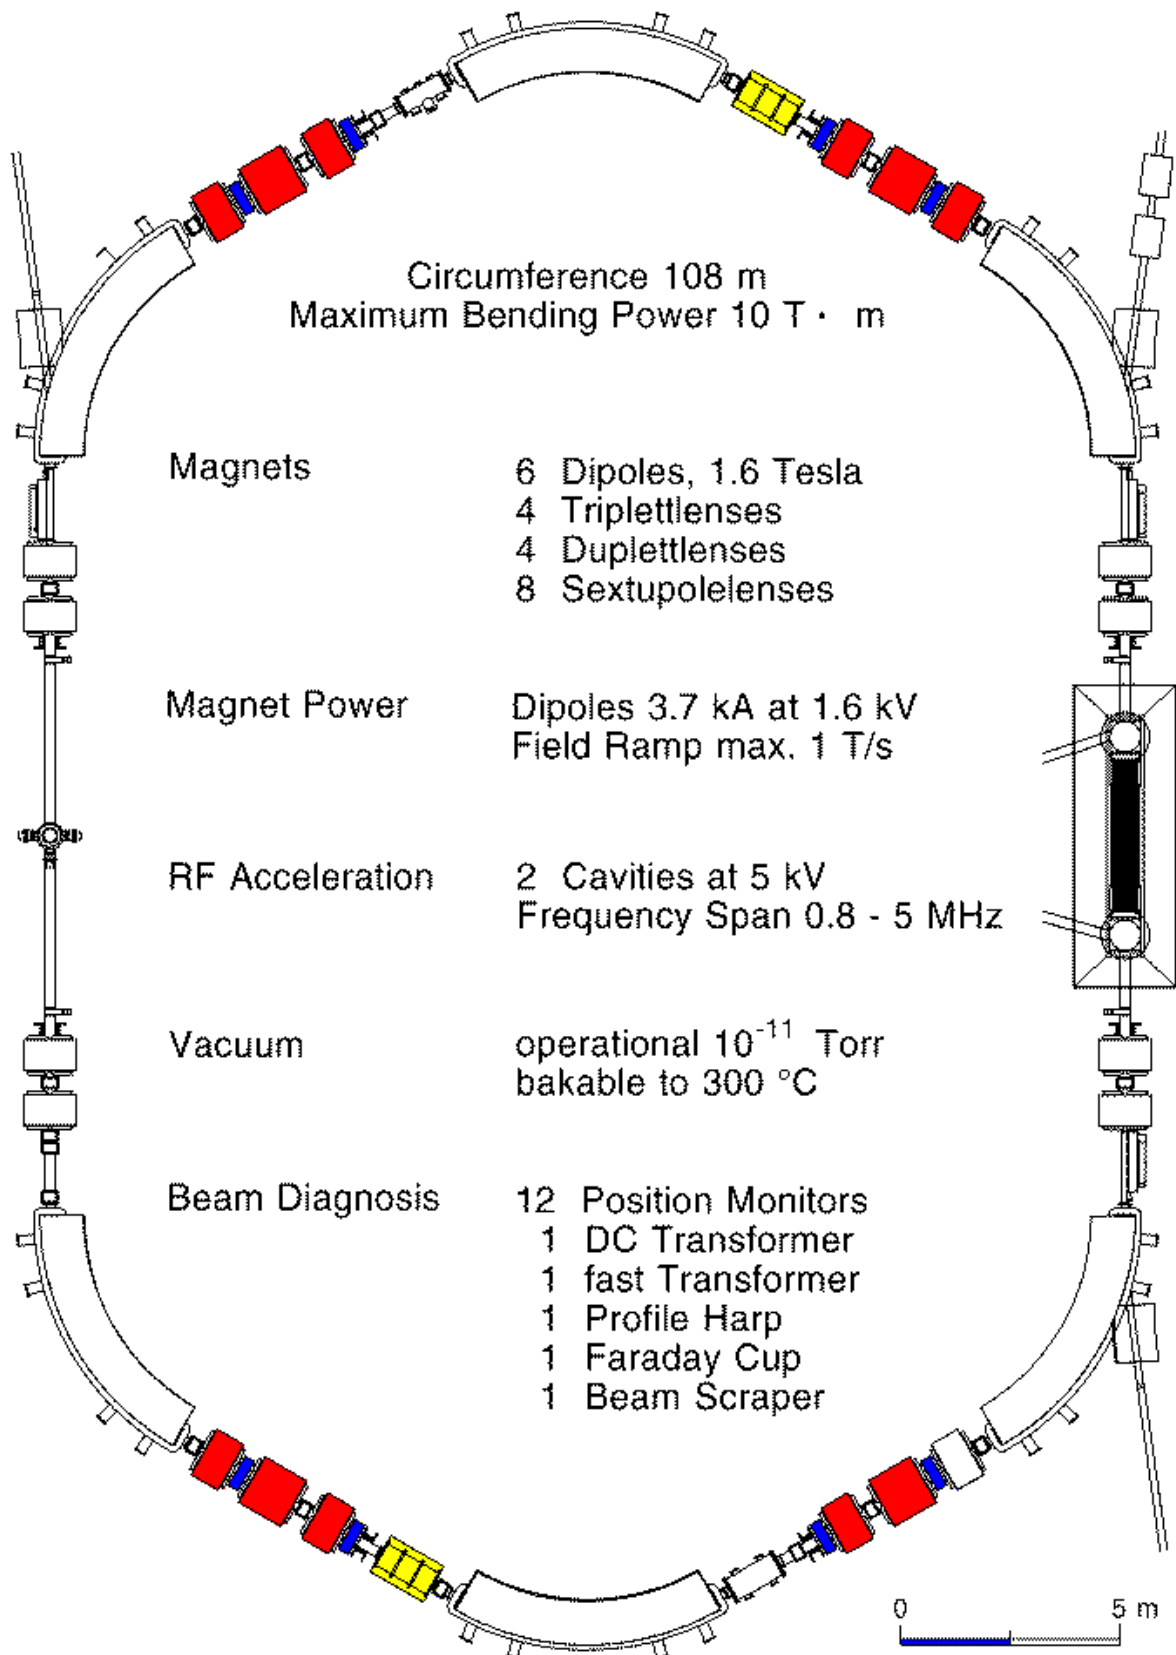 Circumference 108 m
Maximum Bending Power 10 T · m
Magnets 6 Dipoles, 1.6 Tesla
4 Triplettlenses
4 Duplettlenses
8 Sextupolelenses
Magnet Power Dipoles 3.7 kA at 1.6 kV
Field Ramp max. 1 T/s
RF Acceleration 2 Cavities at 5 kV
Frequency Span 0.8 - 5 MHz
Vacuum operational 10⁻¹¹ Torr
bakable to 300 °C
Beam Diagnosis 12 Position Monitors
1 DC Transformer
1 fast Transformer
1 Profile Harp
1 Faraday Cup
1 Beam Scraper
0 5 m